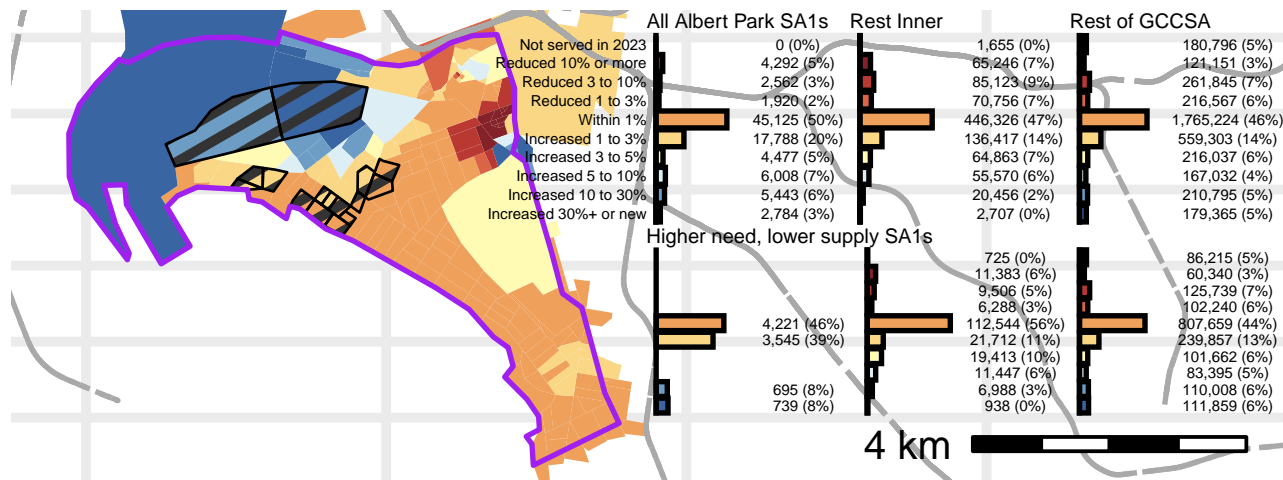 All Albert Park SA1s Rest Inner Rest of GCCSA
Not served in 2023 0 (0%) 1,655 (0%) 180,796 (5%)
Reduced 10% or more 4,292 (5%) 65,246 (7%) 121,151 (3%)
Reduced 3 to 10% 2,562 (3%) 85,123 (9%) 261,845 (7%)
Reduced 1 to 3% 1,920 (2%) 70,756 (7%) 216,567 (6%)
Within 1% 45,125 (50%) 446,326 (47%) 1,765,224 (46%)
Increased 1 to 3% 17,788 (20%) 136,417 (14%) 559,303 (14%)
Increased 3 to 5% 4,477 (5%) 64,863 (7%) 216,037 (6%)
Increased 5 to 10% 6,008 (7%) 55,570 (6%) 167,032 (4%)
Increased 10 to 30% 5,443 (6%) 20,456 (2%) 210,795 (5%)
Increased 30%+ or new 2,784 (3%) 2,707 (0%) 179,365 (5%)
Higher need, lower supply SA1s
725 (0%) 86,215 (5%)
11,383 (6%) 60,340 (3%)
9,506 (5%) 125,739 (7%)
6,288 (3%) 102,240 (6%)
4,221 (46%) 112,544 (56%) 807,659 (44%)
3,545 (39%) 21,712 (11%) 239,857 (13%)
19,413 (10%) 101,662 (6%)
11,447 (6%) 83,395 (5%)
695 (8%) 6,988 (3%) 110,008 (6%)
739 (8%) 938 (0%) 111,859 (6%)
4 km